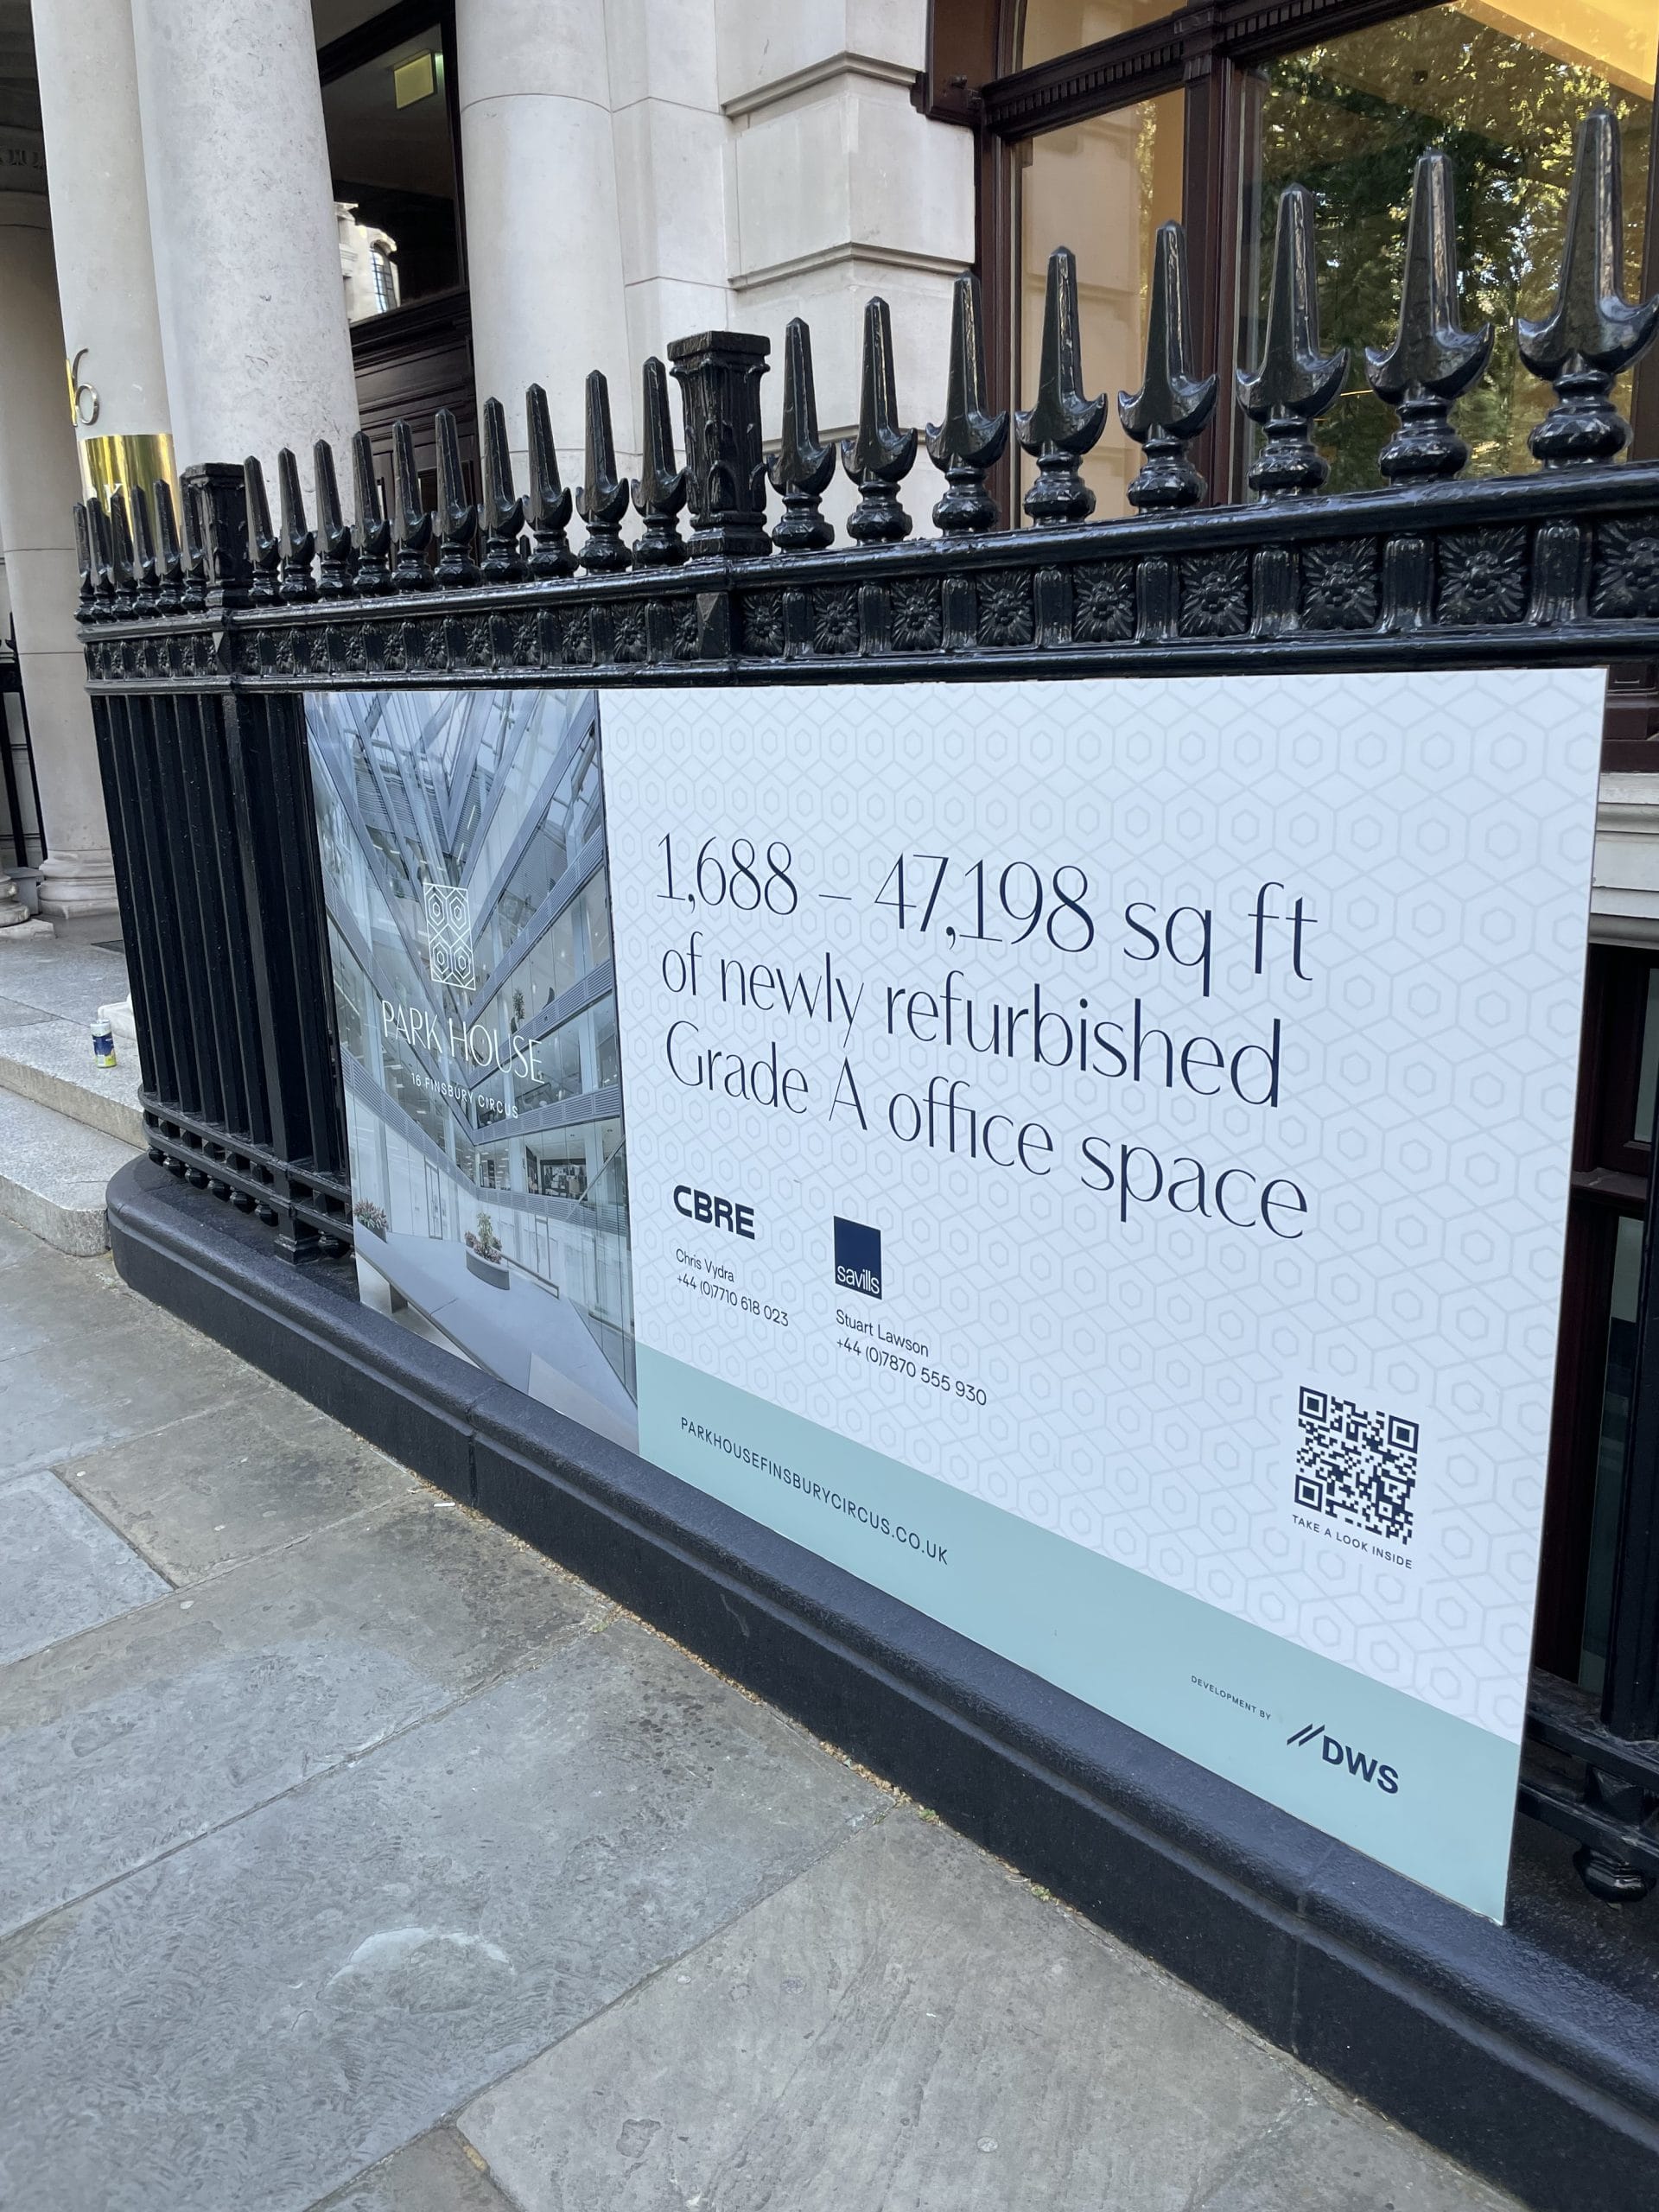 PARK HOUSE
16 FINSBURY CIRCUS
1,688 – 47,198 sq ft
of newly refurbished
Grade A office space
CBRE
Chris Vydra
+44 (0)7710 618 023
savills
Stuart Lawson
+44 (0)7870 555 930
TAKE A LOOK INSIDE
PARKHOUSEFINSBURYCIRCUS.CO.UK
DEVELOPMENT BY
//DWS